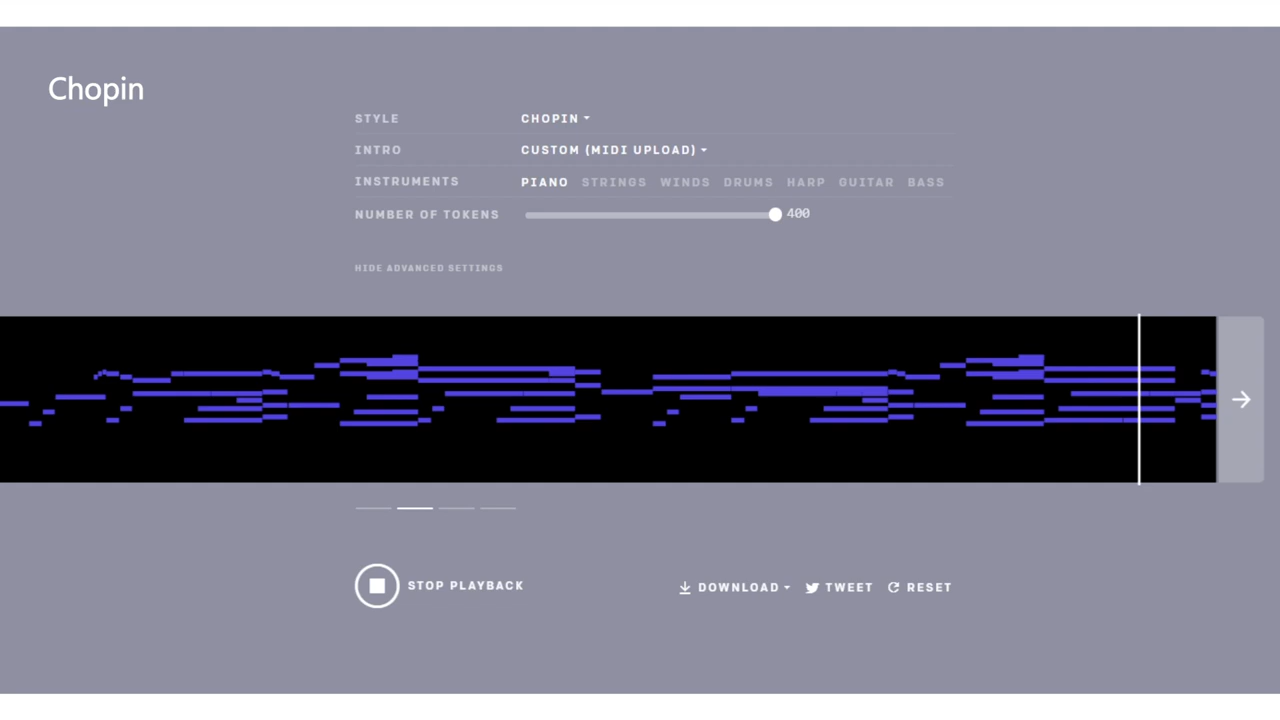 Chopin
STYLE CHOPIN
INTRO CUSTOM (MIDI UPLOAD)
INSTRUMENTS PIANO STRINGS WINDS DRUMS HARP GUITAR BASS
NUMBER OF TOKENS 400
HIDE ADVANCED SETTINGS
STOP PLAYBACK DOWNLOAD TWEET RESET